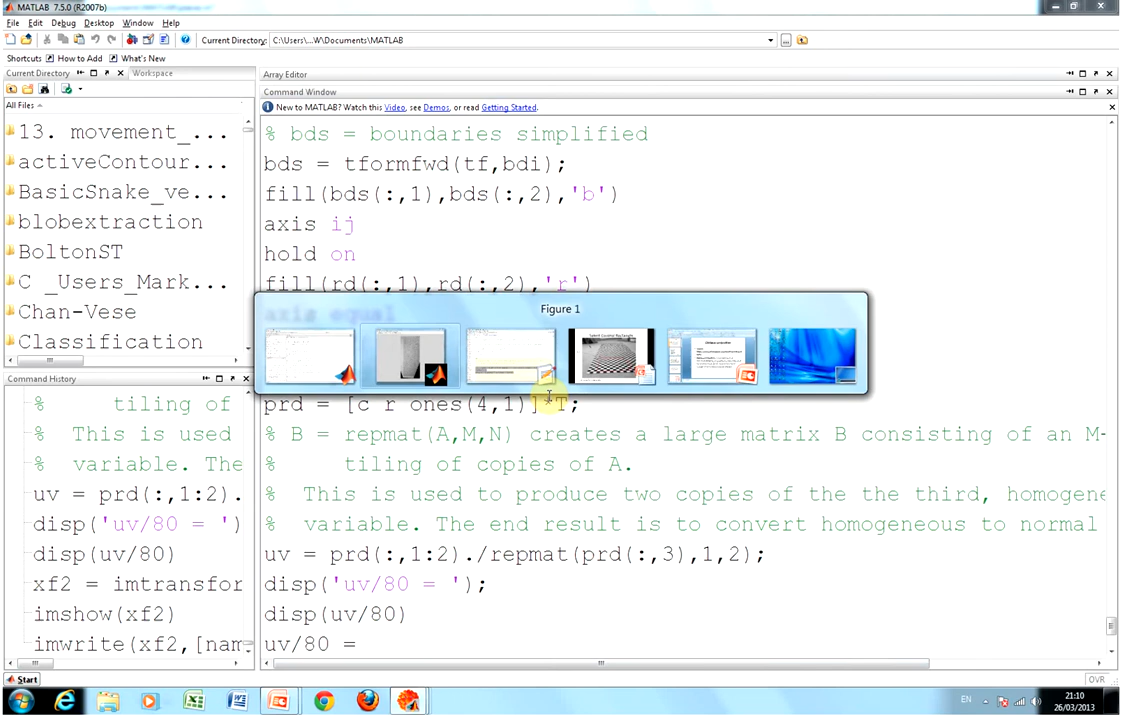 MATLAB 7.5.0 (R2007b)
File Edit Debug Desktop Window Help
Current Directory: C:\Users\...W\Documents\MATLAB
Shortcuts How to Add What's New
Current Directory Workspace
All Files
13. movement_...
activeContour...
BasicSnake_ve...
blobextraction
BoltonST
C _Users_Mark...
Chan-Vese
Classification
Command History
% tiling of
% This is used
% variable. The
uv = prd(:,1:2).
disp('uv/80 = ')
disp(uv/80)
xf2 = imtransfor
imshow(xf2)
imwrite(xf2,[nam
Array Editor
Command Window
New to MATLAB? Watch this Video, see Demos, or read Getting Started.
% bds = boundaries simplified
bds = tformfwd(tf,bdi);
fill(bds(:,1),bds(:,2),'b')
axis ij
hold on
fill(rd(:,1),rd(:,2),'r')
axis equal
Figure 1
prd = [c r ones(4,1)]*T;
% B = repmat(A,M,N) creates a large matrix B consisting of an M-
% tiling of copies of A.
% This is used to produce two copies of the the third, homogene
% variable. The end result is to convert homogeneous to normal
uv = prd(:,1:2)./repmat(prd(:,3),1,2);
disp('uv/80 = ');
disp(uv/80)
uv/80 =
Start
OVR
EN
21:10
26/03/2013